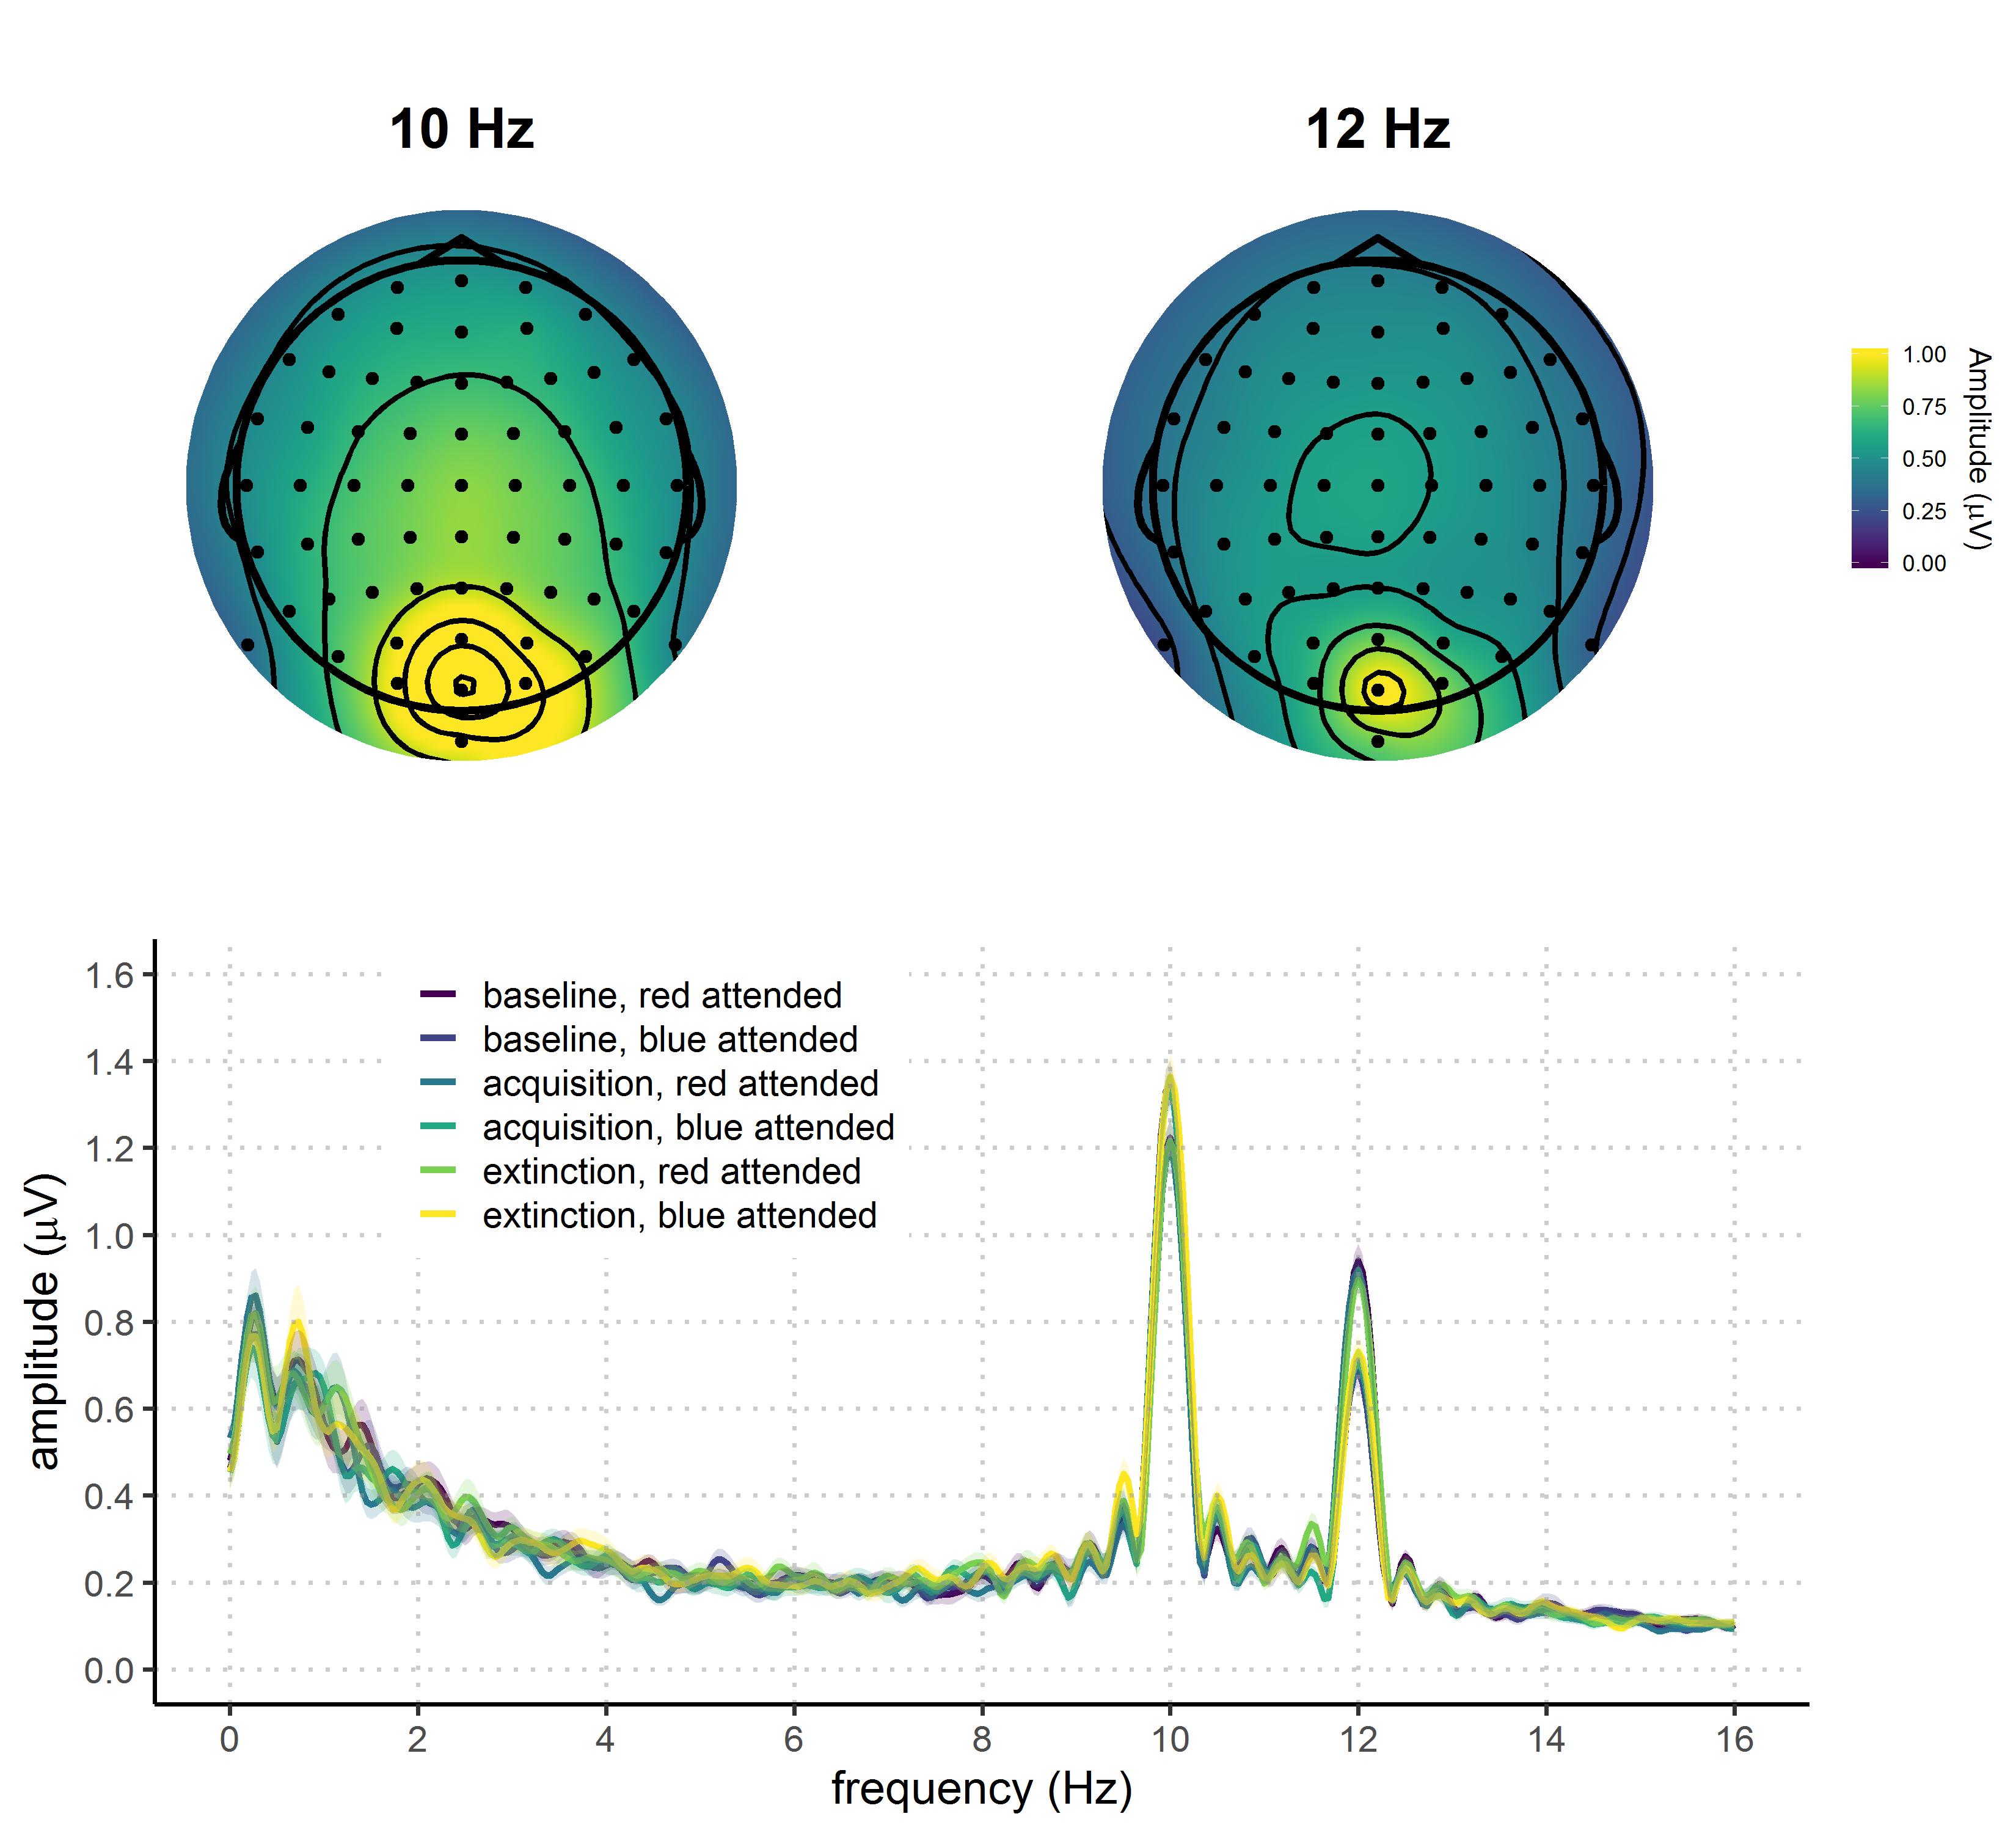 10 Hz
12 Hz
1.00
0.75
0.50
0.25
0.00
Amplitude (μV)
1.6
1.4
1.2
1.0
0.8
0.6
0.4
0.2
0.0
amplitude (μV)
baseline, red attended
baseline, blue attended
acquisition, red attended
acquisition, blue attended
extinction, red attended
extinction, blue attended
0 2 4 6 8 10 12 14 16
frequency (Hz)